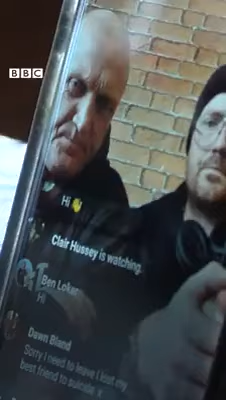 BBC
Hi 👋
Clair Hussey is watching.
Ben Loker
Hi
Dawn Bland
Sorry I need to leave I lost my
best friend to suicide x